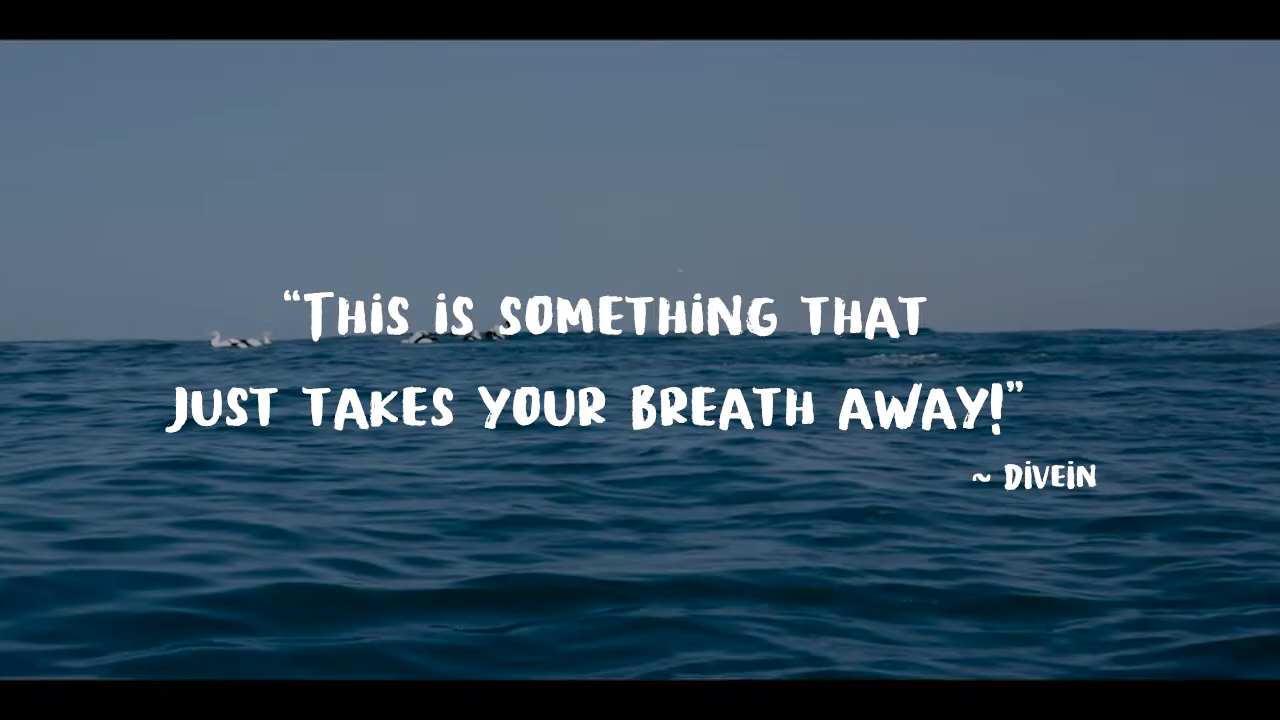 “This is something that
just takes your breath away!”
~ Divein